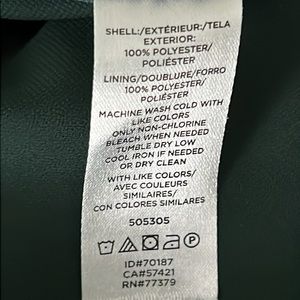 SHELL:/EXTÉRIEUR:/TELA
EXTERIOR:
100% POLYESTER/
POLIÉSTER
LINING/DOUBLURE/FORRO
100% POLYESTER/
POLIÉSTER
MACHINE WASH COLD WITH
LIKE COLORS
ONLY NON-CHLORINE
BLEACH WHEN NEEDED
TUMBLE DRY LOW
COOL IRON IF NEEDED
OR DRY CLEAN
WITH LIKE COLORS/
AVEC COULEURS
SIMILAIRES/
CON COLORES SIMILARES
505305
ID#70187
CA#57421
RN#77379